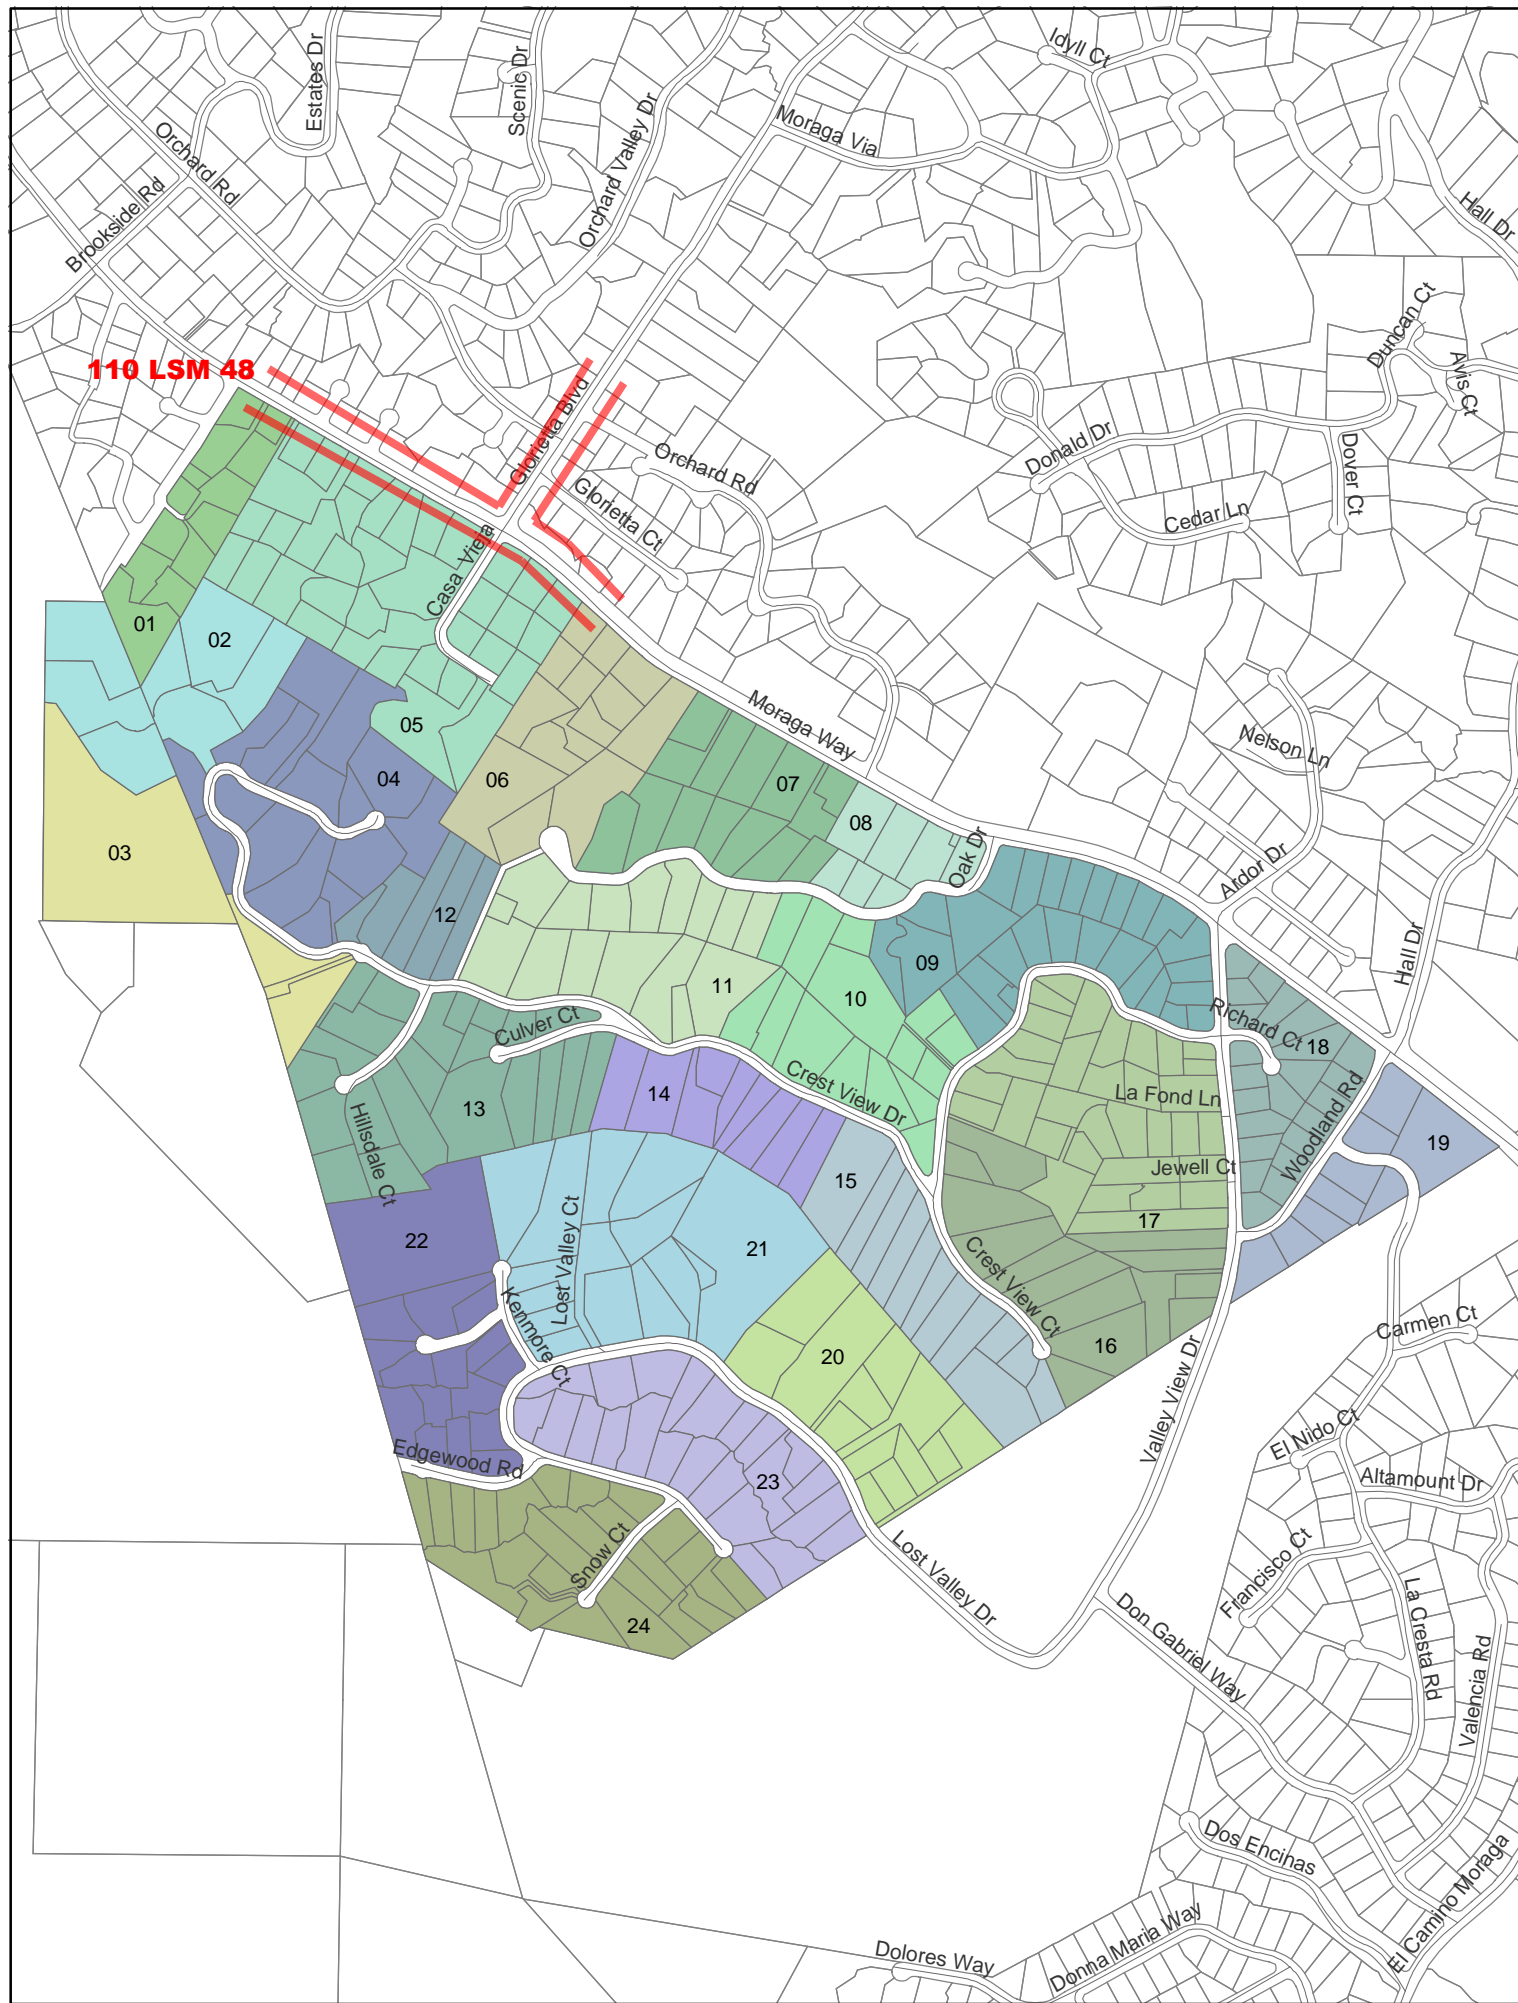 Estates Dr
Scenic Dr
Idyll Ct
Orchard Rd
Orchard Valley Dr
Moraga Via
Brookside Rd
Hall Dr
Duncan Ct
Avis Ct
110 LSM 48
Glorietta Blvd
Orchard Rd
Donald Dr
Dover Ct
Glorietta Ct
Cedar Ln
Casa Vieja
01
02
05
Moraga Way
Nelson Ln
04
06
07
08
03
Oak Dr
Ardor Dr
12
09
Hall Dr
11
10
Culver Ct
Richard Ct
18
Crest View Dr
14
La Fond Ln
13
Hillsdale Ct
Woodland Rd
19
Jewell Ct
15
17
22
Lost Valley Ct
21
Crest View Ct
Kenmore Ct
Carmen Ct
20
16
Valley View Dr
El Nido Ct
Edgewood Rd
23
Altamount Dr
Snow Ct
Lost Valley Dr
Francisco Ct
24
Don Gabriel Way
La Cresta Rd
Valencia Rd
Dos Encinas
El Camino Moraga
Dolores Way
Donna Maria Way